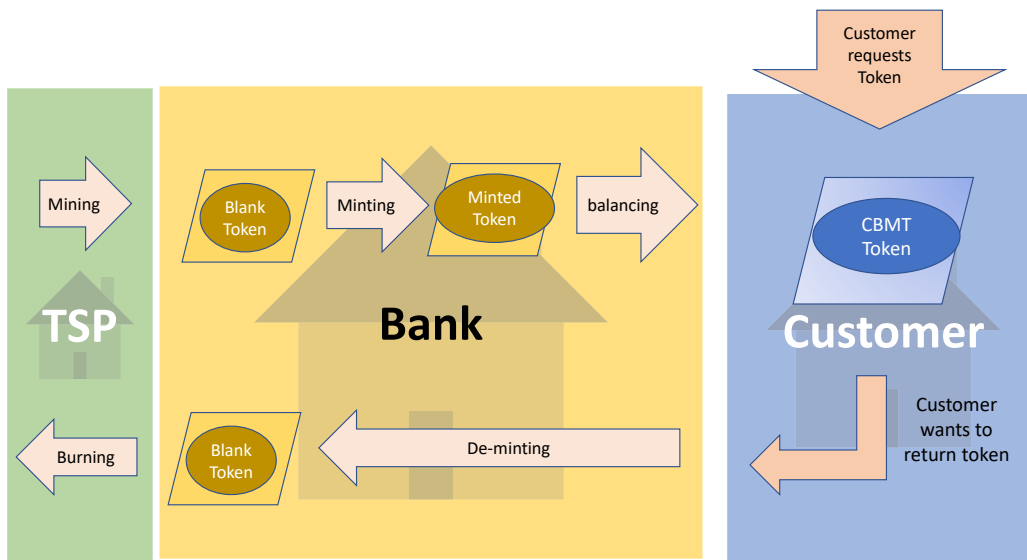 Customer
requests
Token
Mining
Blank
Token
Minting
Minted
Token
balancing
CBMT
Token
TSP
Bank
Customer
Burning
Blank
Token
De-minting
Customer
wants to
return token